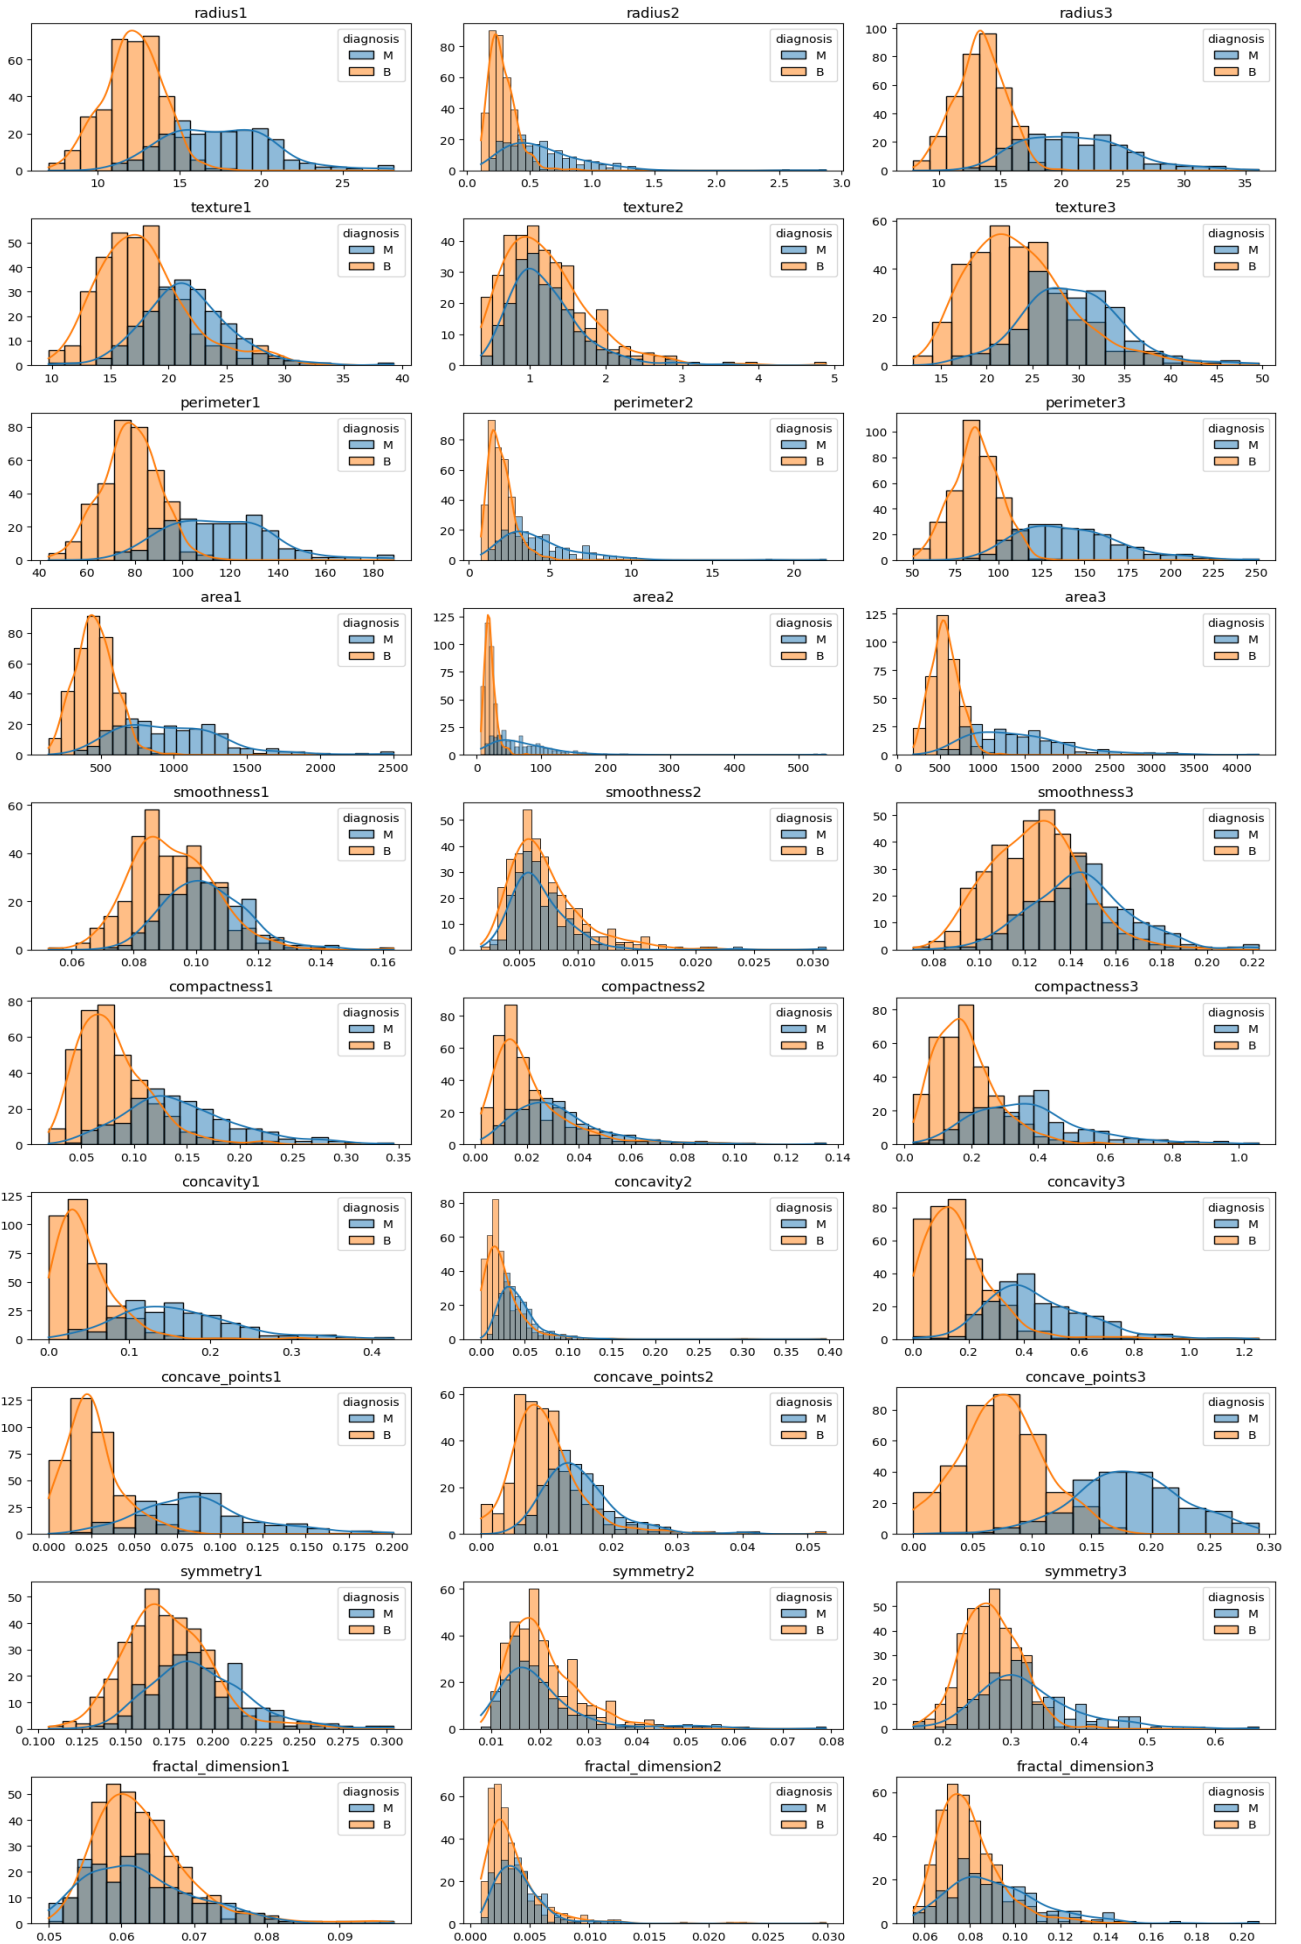 radius1
diagnosis
M
B
60
40
20
0
10 15 20 25
radius2
diagnosis
M
B
80
60
40
20
0
0.0 0.5 1.0 1.5 2.0 2.5 3.0
radius3
diagnosis
M
B
100
80
60
40
20
0
10 15 20 25 30 35
texture1
diagnosis
M
B
50
40
30
20
10
0
10 15 20 25 30 35 40
texture2
diagnosis
M
B
40
30
20
10
0
1 2 3 4 5
texture3
diagnosis
M
B
60
40
20
0
15 20 25 30 35 40 45 50
perimeter1
diagnosis
M
B
80
60
40
20
0
40 60 80 100 120 140 160 180
perimeter2
diagnosis
M
B
80
60
40
20
0
0 5 10 15 20
perimeter3
diagnosis
M
B
100
80
60
40
20
0
50 75 100 125 150 175 200 225 250
area1
diagnosis
M
B
80
60
40
20
0
500 1000 1500 2000 2500
area2
diagnosis
M
B
125
100
75
50
25
0
0 100 200 300 400 500
area3
diagnosis
M
B
125
100
75
50
25
0
0 500 1000 1500 2000 2500 3000 3500 4000
smoothness1
diagnosis
M
B
60
40
20
0
0.06 0.08 0.10 0.12 0.14 0.16
smoothness2
diagnosis
M
B
50
40
30
20
10
0
0.005 0.010 0.015 0.020 0.025 0.030
smoothness3
diagnosis
M
B
50
40
30
20
10
0
0.08 0.10 0.12 0.14 0.16 0.18 0.20 0.22
compactness1
diagnosis
M
B
80
60
40
20
0
0.05 0.10 0.15 0.20 0.25 0.30 0.35
compactness2
diagnosis
M
B
80
60
40
20
0
0.00 0.02 0.04 0.06 0.08 0.10 0.12 0.14
compactness3
diagnosis
M
B
80
60
40
20
0
0.0 0.2 0.4 0.6 0.8 1.0
concavity1
diagnosis
M
B
125
100
75
50
25
0
0.0 0.1 0.2 0.3 0.4
concavity2
diagnosis
M
B
80
60
40
20
0
0.00 0.05 0.10 0.15 0.20 0.25 0.30 0.35 0.40
concavity3
diagnosis
M
B
80
60
40
20
0
0.0 0.2 0.4 0.6 0.8 1.0 1.2
concave_points1
diagnosis
M
B
125
100
75
50
25
0
0.000 0.025 0.050 0.075 0.100 0.125 0.150 0.175 0.200
concave_points2
diagnosis
M
B
60
50
40
30
20
10
0
0.00 0.01 0.02 0.03 0.04 0.05
concave_points3
diagnosis
M
B
80
60
40
20
0
0.00 0.05 0.10 0.15 0.20 0.25 0.30
symmetry1
diagnosis
M
B
50
40
30
20
10
0
0.100 0.125 0.150 0.175 0.200 0.225 0.250 0.275 0.300
symmetry2
diagnosis
M
B
60
40
20
0
0.01 0.02 0.03 0.04 0.05 0.06 0.07 0.08
symmetry3
diagnosis
M
B
50
40
30
20
10
0
0.2 0.3 0.4 0.5 0.6
fractal_dimension1
diagnosis
M
B
50
40
30
20
10
0
0.05 0.06 0.07 0.08 0.09
fractal_dimension2
diagnosis
M
B
60
40
20
0
0.000 0.005 0.010 0.015 0.020 0.025 0.030
fractal_dimension3
diagnosis
M
B
60
40
20
0
0.06 0.08 0.10 0.12 0.14 0.16 0.18 0.20